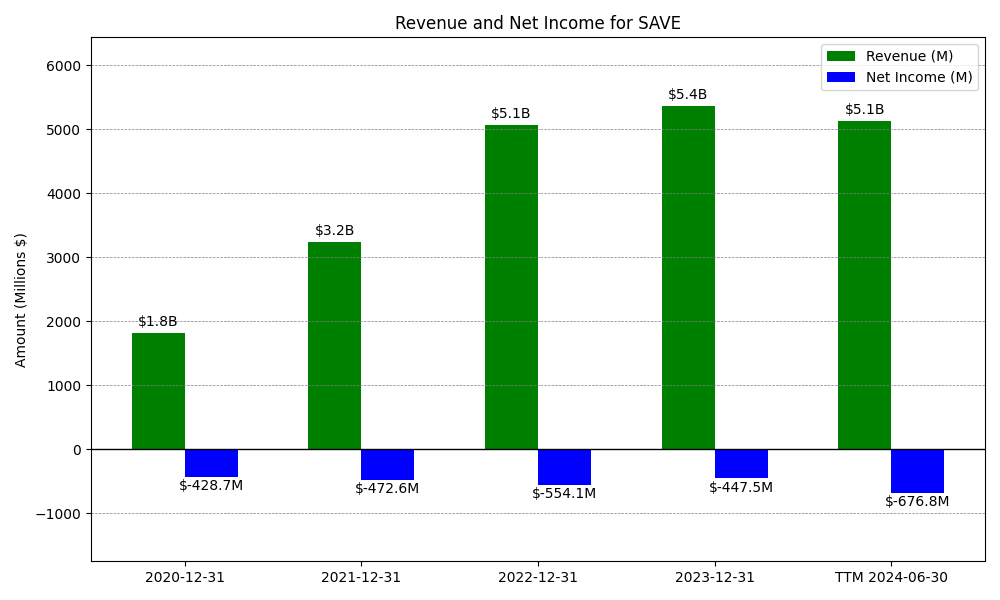 Revenue and Net Income for SAVE
Revenue (M)
Net Income (M)
Amount (Millions $)
6000
5000
4000
3000
2000
1000
0
−1000
$1.8B
$3.2B
$5.1B
$5.4B
$5.1B
$-428.7M
$-472.6M
$-554.1M
$-447.5M
$-676.8M
2020-12-31
2021-12-31
2022-12-31
2023-12-31
TTM 2024-06-30